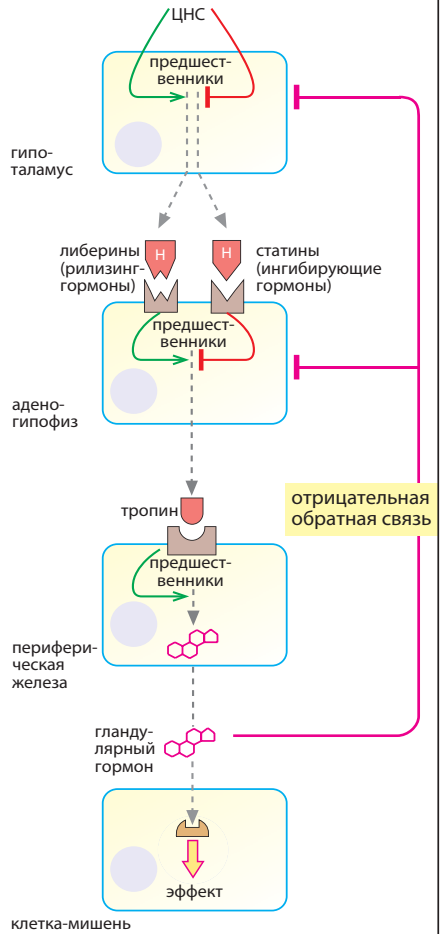 ЦНС
предшест-
венники
гипо-
таламус
либерины
(рилизинг-
гормоны)
H
H
статины
(ингибирующие
гормоны)
предшест-
венники
адено-
гипофиз
отрицательная
обратная связь
тропин
предшест-
венники
перифери-
ческая
железа
гланду-
лярный
гормон
эффект
клетка-мишень